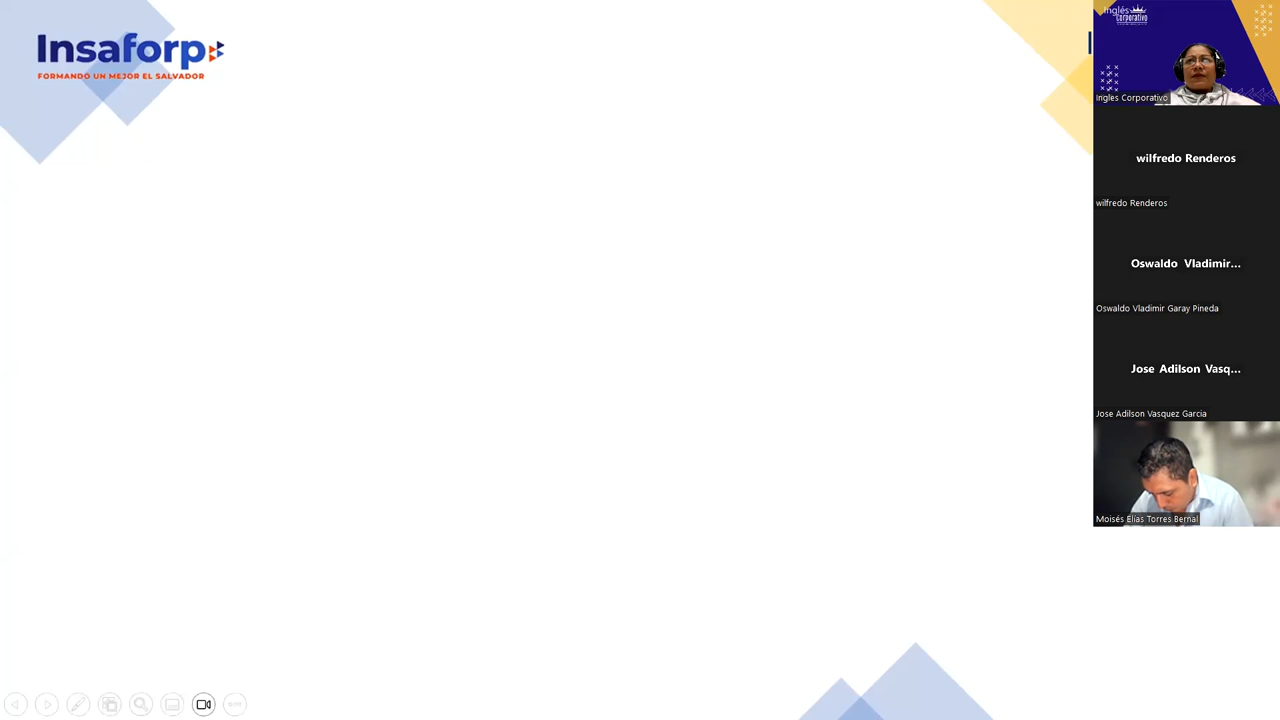 Insaforp
FORMANDO UN MEJOR EL SALVADOR
Inglés
Corporativo
Ingles Corporativo
wilfredo Renderos
wilfredo Renderos
Oswaldo Vladimir...
Oswaldo Vladimir Garay Pineda
Jose Adilson Vasq...
Jose Adilson Vasquez Garcia
Moisés Elías Torres Bernal